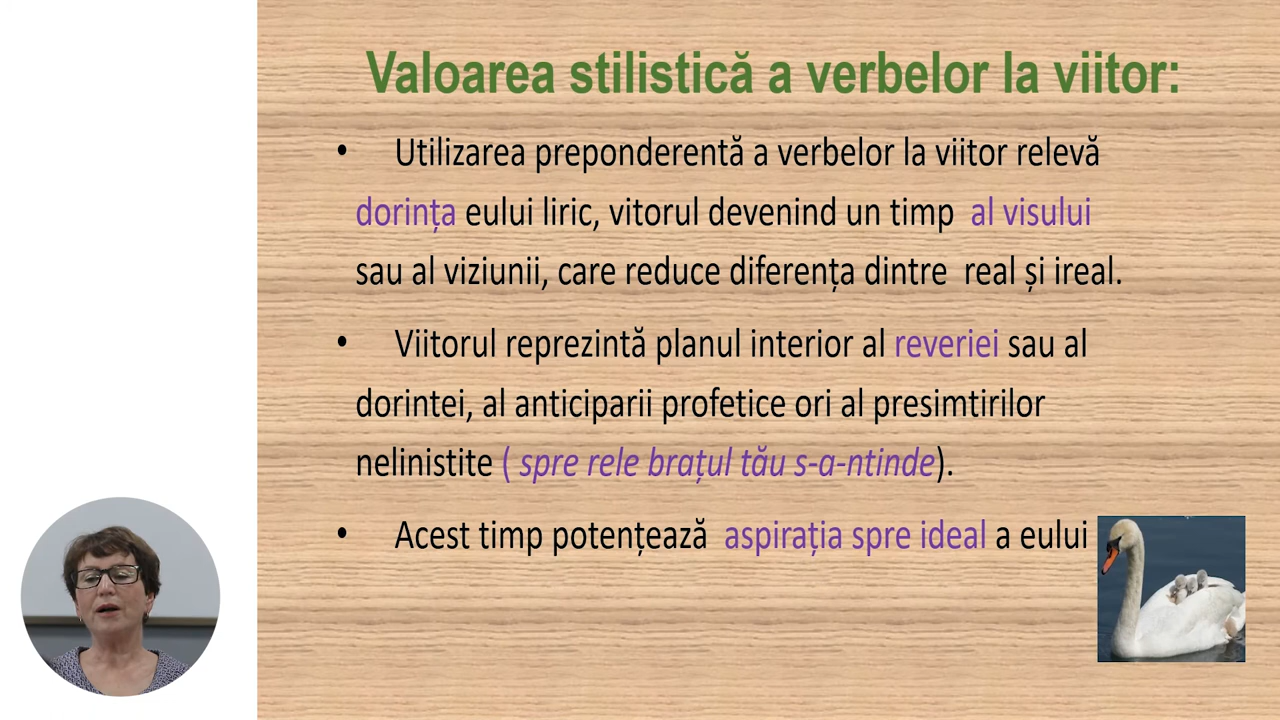 Valoarea stilistică a verbelor la viitor:
• Utilizarea preponderentă a verbelor la viitor relevă
dorința eului liric, vitorul devenind un timp al visului
sau al viziunii, care reduce diferența dintre real și ireal.
• Viitorul reprezintă planul interior al reveriei sau al
dorintei, al anticiparii profetice ori al presimtirilor
nelinistite ( spre rele brațul tău s-a-ntinde).
• Acest timp potențează aspirația spre ideal a eului